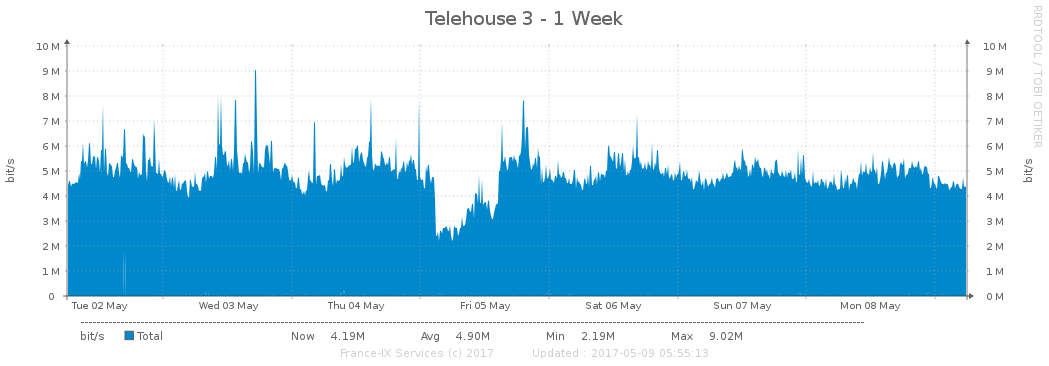 Telehouse 3 - 1 Week
RRDTOOL / TOBI OETIKER
bit/s
bit/s
10 M 10 M
9 M 9 M
8 M 8 M
7 M 7 M
6 M 6 M
5 M 5 M
4 M 4 M
3 M 3 M
2 M 2 M
1 M 1 M
0 0 M
Tue 02 May Wed 03 May Thu 04 May Fri 05 May Sat 06 May Sun 07 May Mon 08 May
bit/s Total Now 4.19M Avg 4.90M Min 2.19M Max 9.02M
France-IX Services (c) 2017 Updated : 2017-05-09 05:55:13